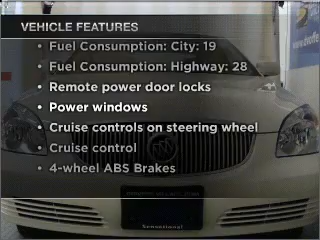 VEHICLE FEATURES
• Fuel Consumption: City: 19
• Fuel Consumption: Highway: 28
• Remote power door locks
• Power windows
• Cruise controls on steering wheel
• Cruise control
• 4-wheel ABS Brakes
Sensational